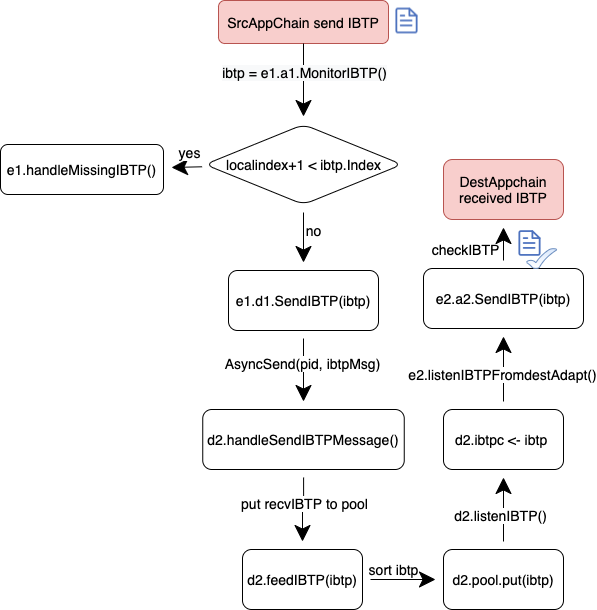 SrcAppChain send IBTP
ibtp = e1.a1.MonitorIBTP()
yes
localindex+1 < ibtp.Index
e1.handleMissingIBTP()
no
e1.d1.SendIBTP(ibtp)
AsyncSend(pid, ibtpMsg)
d2.handleSendIBTPMessage()
put recvIBTP to pool
d2.feedIBTP(ibtp)
sort ibtp
d2.pool.put(ibtp)
d2.listenIBTP()
d2.ibtpc <- ibtp
e2.listenIBTPFromdestAdapt()
e2.a2.SendIBTP(ibtp)
checkIBTP
DestAppchain
received IBTP